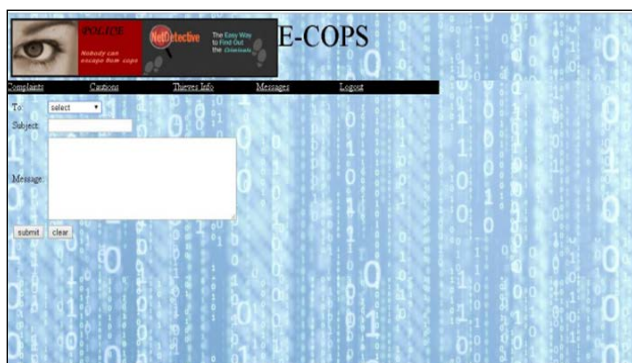 POLICE
Nobody can
escape from cops
NetDetective
The Easy Way
to Find Out
the Criminals
E-COPS
Complaints Cautions Thieves Info Messages Logout
To: select
Subject:
Message:
submit clear